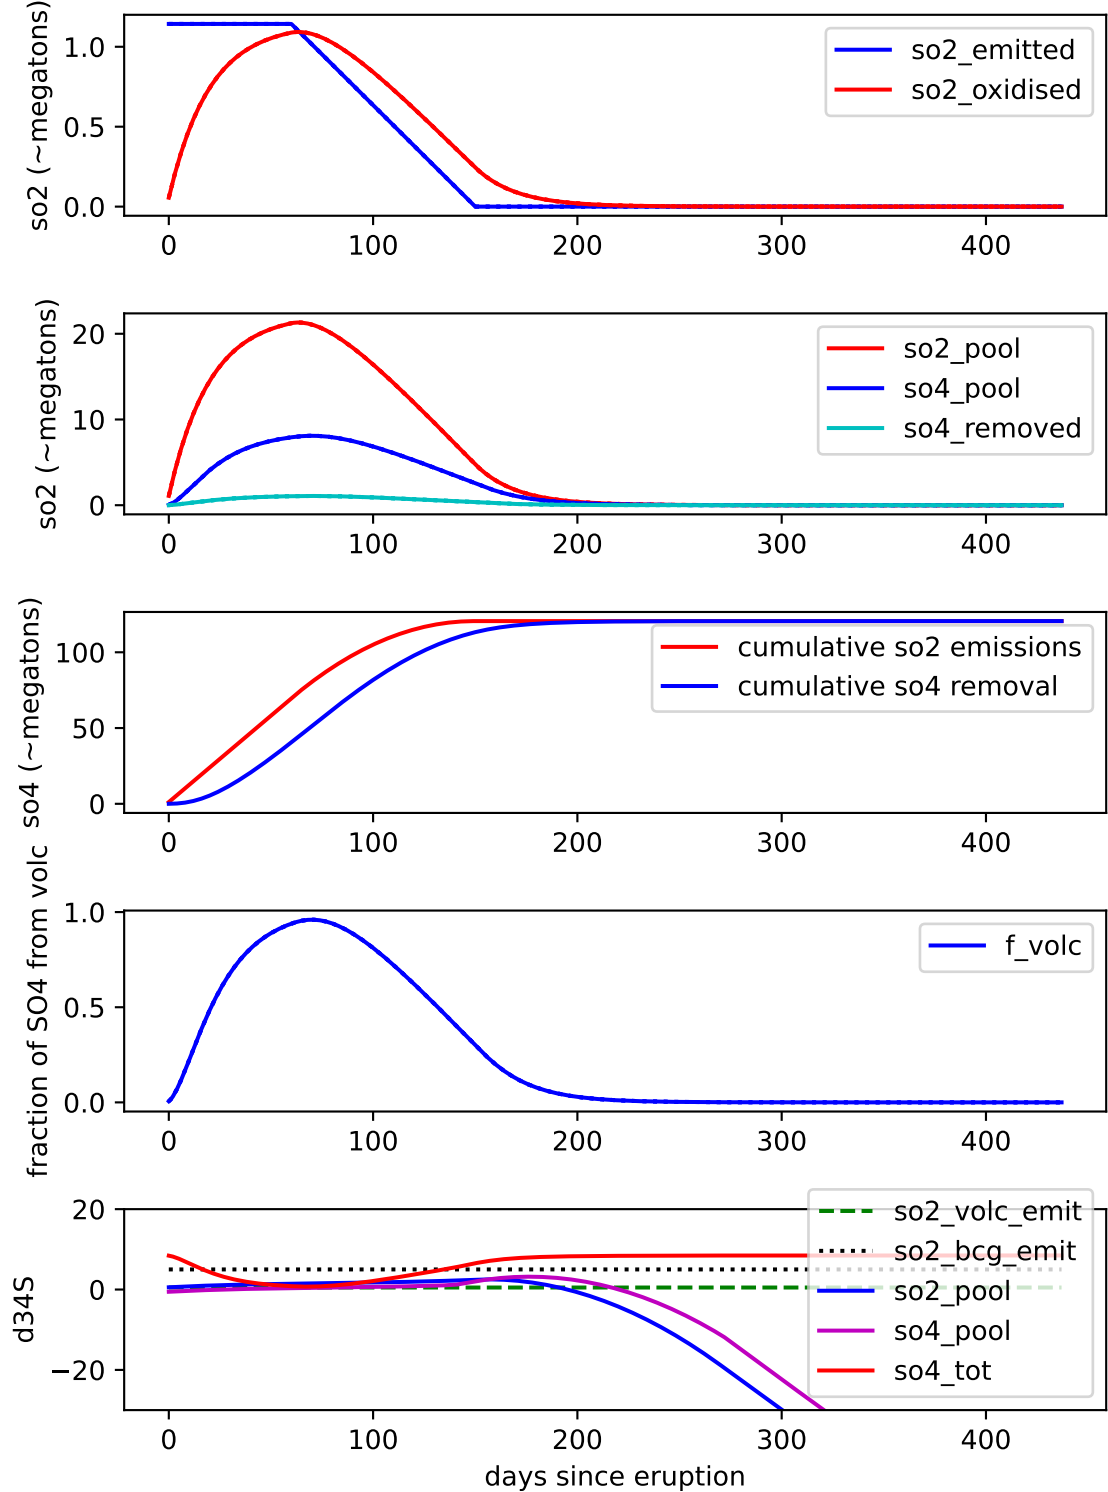 so2 (~megatons)
1.0
0.5
0.0
so2_emitted
so2_oxidised
0 100 200 300 400
so2 (~megatons)
20
10
0
so2_pool
so4_pool
so4_removed
0 100 200 300 400
so4 (~megatons)
100
50
0
cumulative so2 emissions
cumulative so4 removal
0 100 200 300 400
fraction of SO4 from volc
1.0
0.5
0.0
f_volc
0 100 200 300 400
d34S
20
0
−20
so2_volc_emit
so2_bcg_emit
so2_pool
so4_pool
so4_tot
0 100 200 300 400
days since eruption